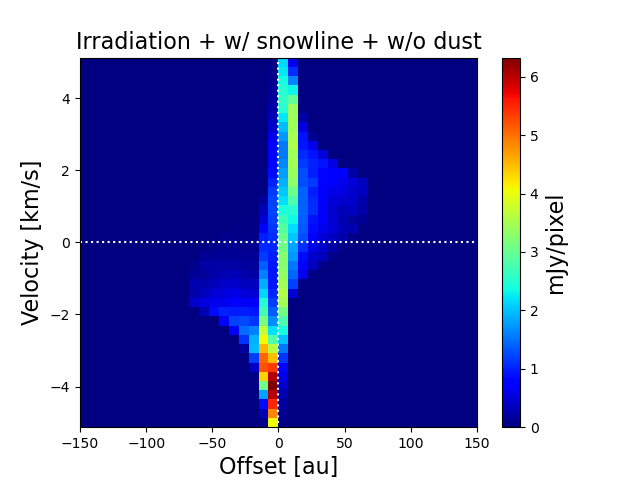 Irradiation + w/ snowline + w/o dust
Velocity [km/s]
4
2
0
−2
−4
−150 −100 −50 0 50 100 150
Offset [au]
6
5
4
3
2
1
0
mJy/pixel